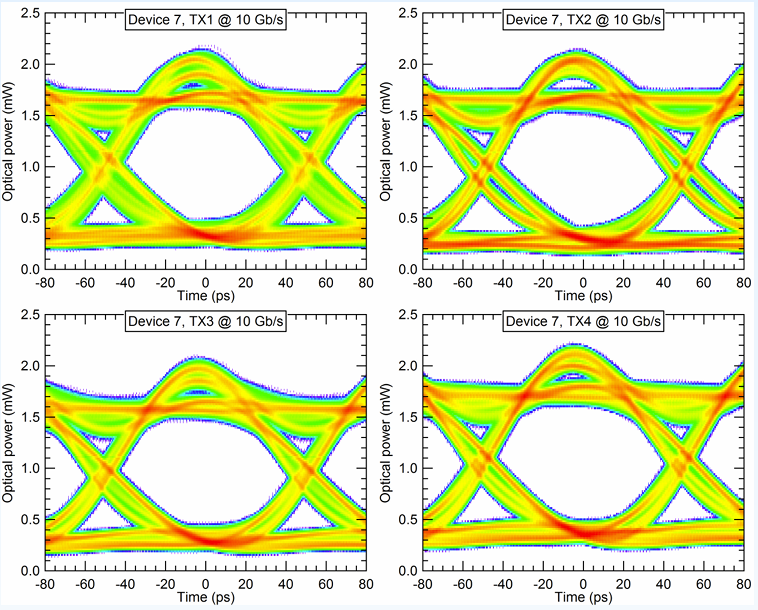 Device 7, TX1 @ 10 Gb/s
Optical power (mW)
2.5
2.0
1.5
1.0
0.5
0.0
-80 -60 -40 -20 0 20 40 60 80
Time (ps)
Device 7, TX2 @ 10 Gb/s
Optical power (mW)
2.5
2.0
1.5
1.0
0.5
0.0
-80 -60 -40 -20 0 20 40 60 80
Time (ps)
Device 7, TX3 @ 10 Gb/s
Optical power (mW)
2.5
2.0
1.5
1.0
0.5
0.0
-80 -60 -40 -20 0 20 40 60 80
Time (ps)
Device 7, TX4 @ 10 Gb/s
Optical power (mW)
2.5
2.0
1.5
1.0
0.5
0.0
-80 -60 -40 -20 0 20 40 60 80
Time (ps)